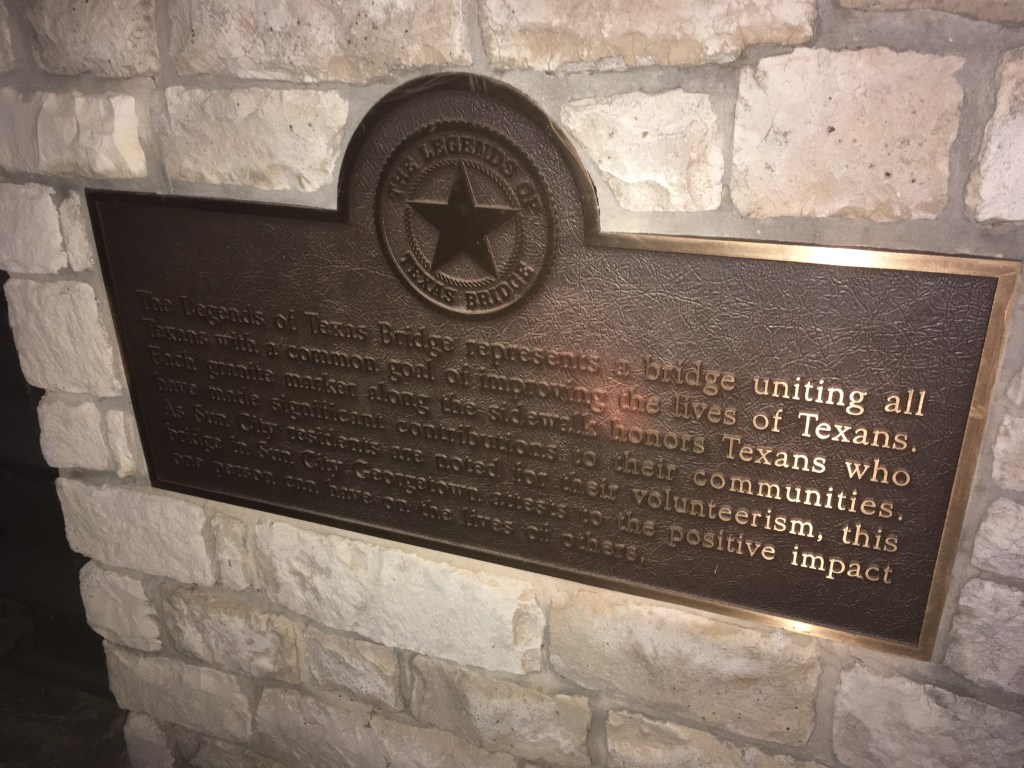 THE LEGENDS OF
TEXAS BRIDGE
The Legends of Texas Bridge represents a bridge uniting all
Texans with a common goal of improving the lives of Texans.
Each granite marker along the sidewalk honors Texans who
have made significant contributions to their communities.
As Sun City residents are noted for their volunteerism, this
bridge in Sun City Georgetown attests to the positive impact
one person can have on the lives of others.